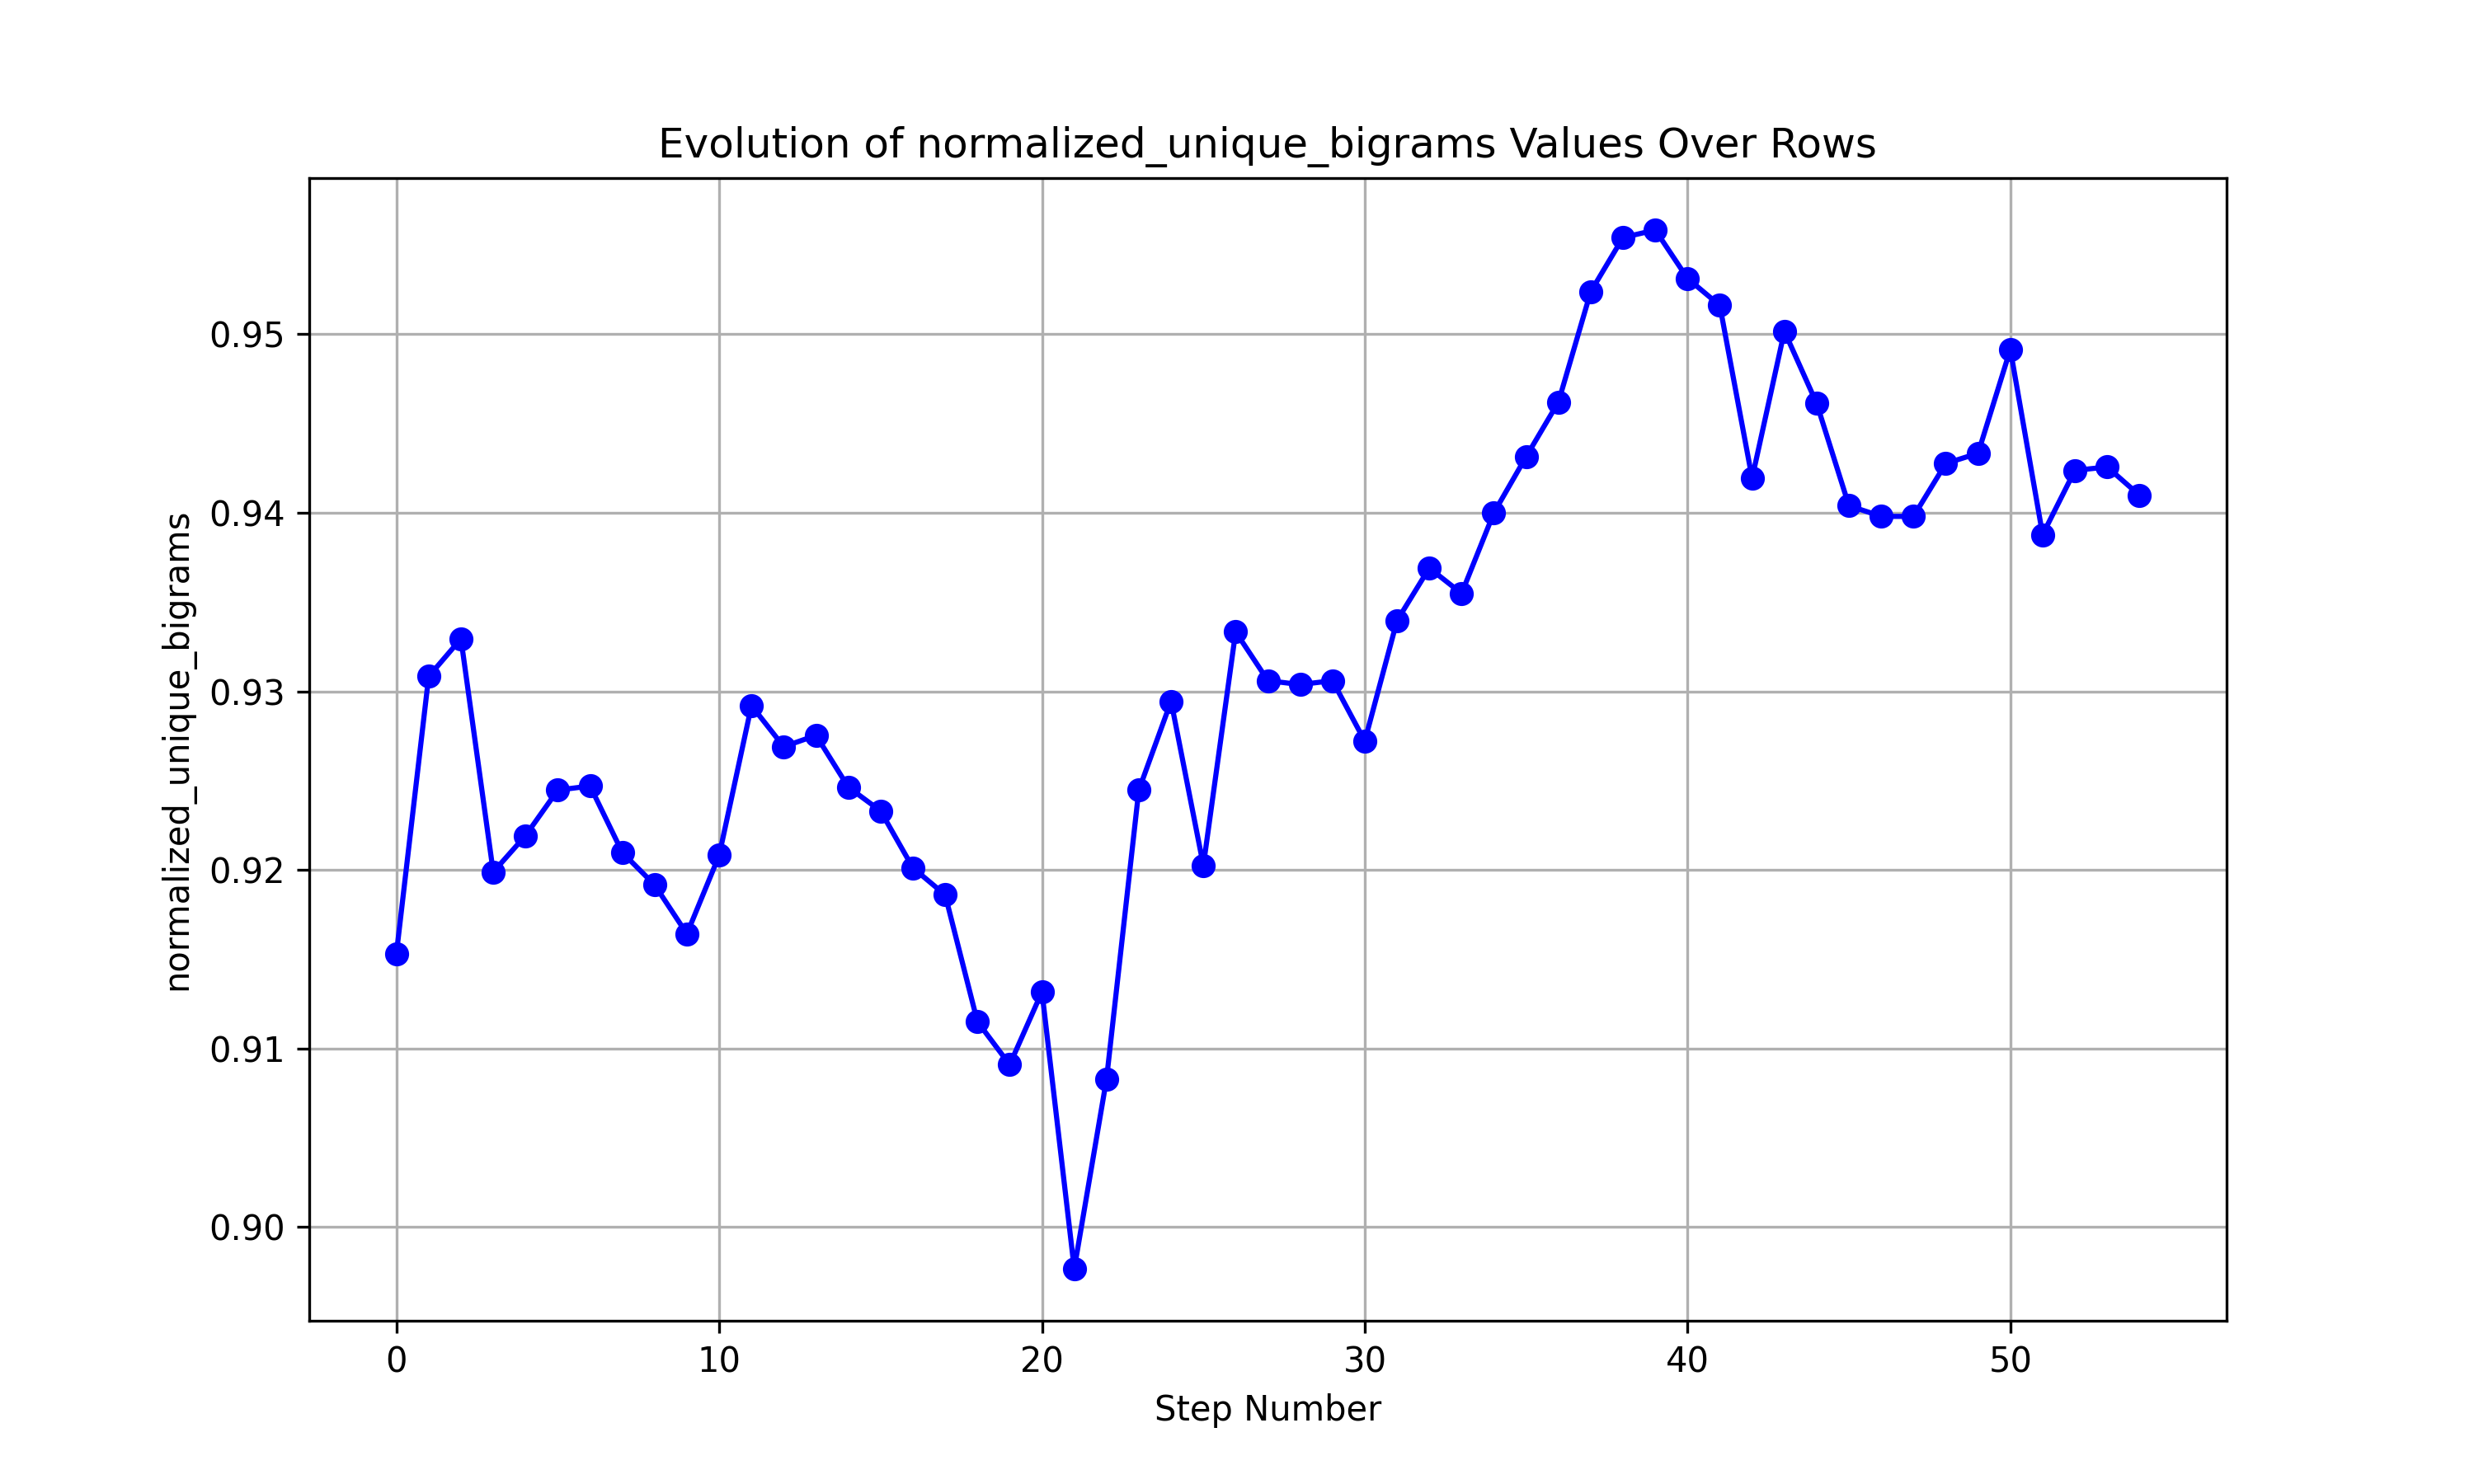 Evolution of normalized_unique_bigrams Values Over Rows
normalized_unique_bigrams
0.95
0.94
0.93
0.92
0.91
0.90
0 10 20 30 40 50
Step Number